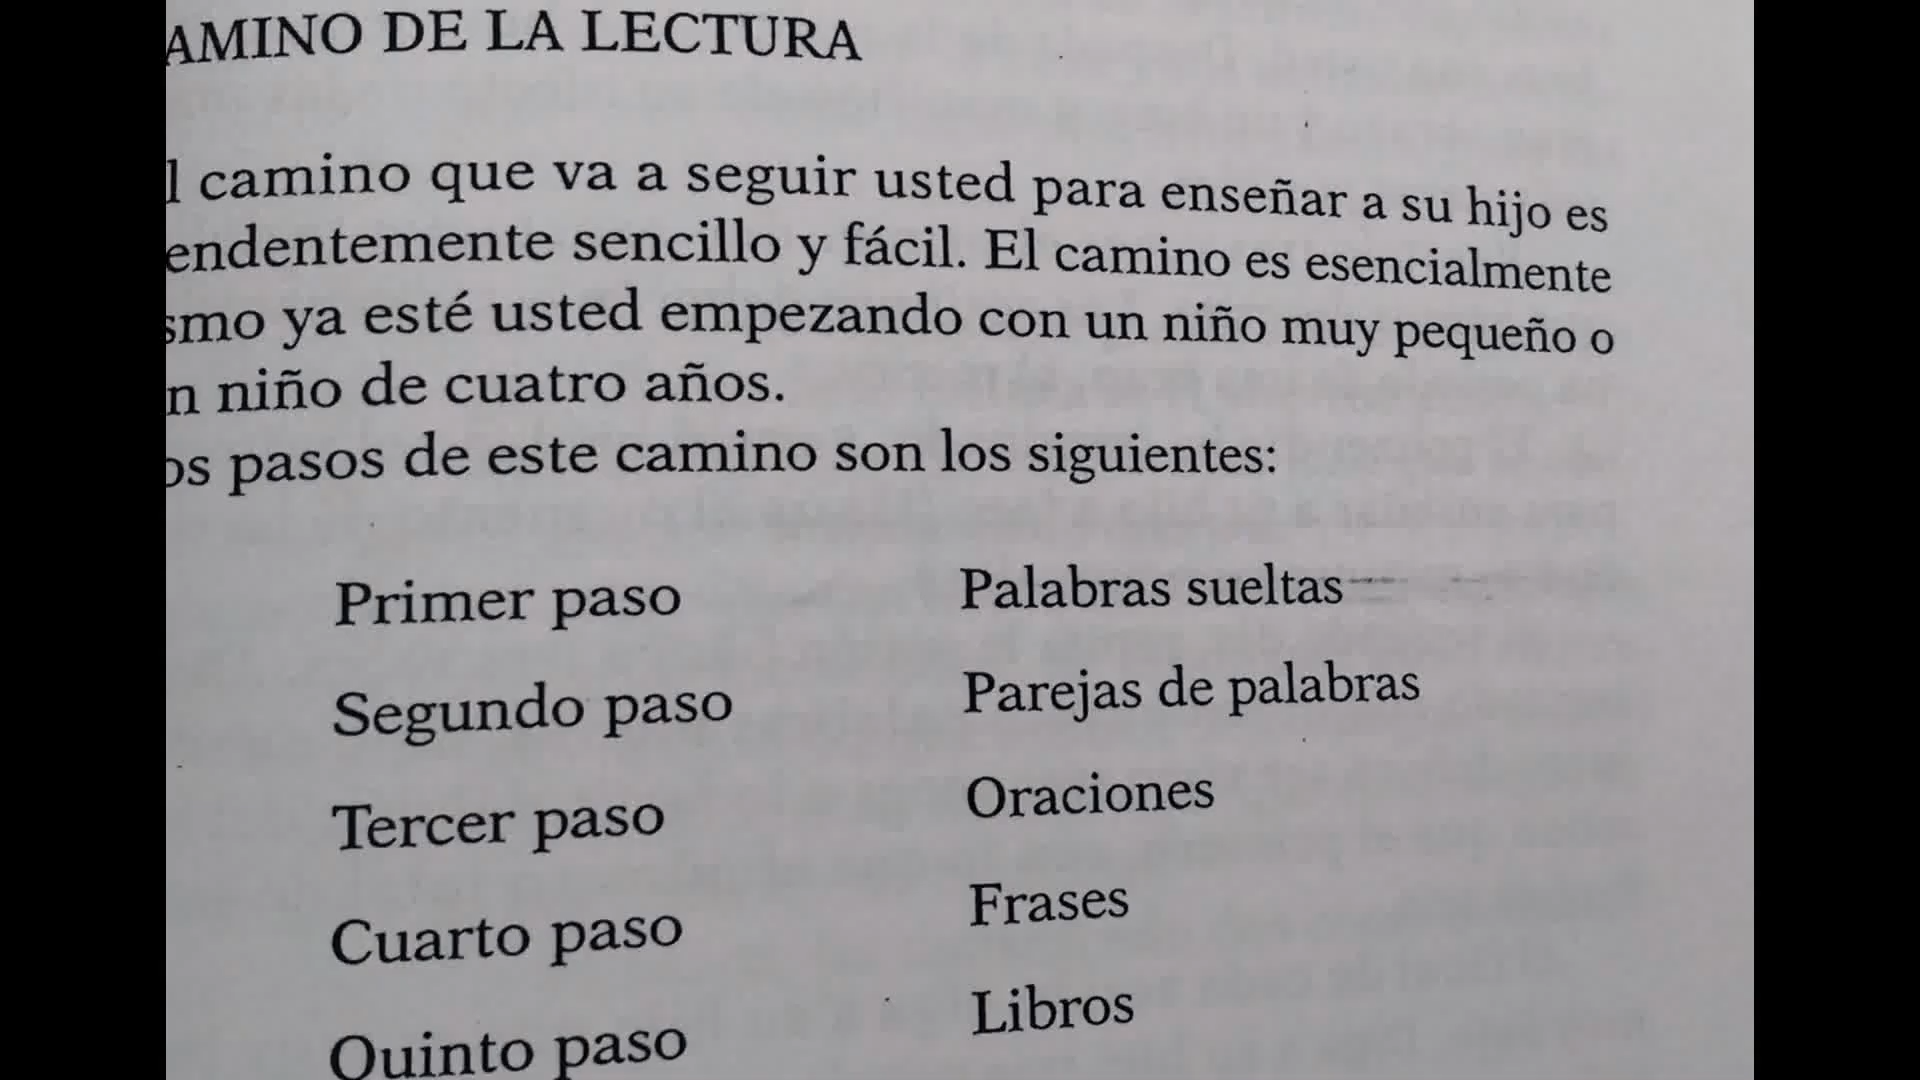 AMINO DE LA LECTURA
l camino que va a seguir usted para enseñar a su hijo es
endentemente sencillo y fácil. El camino es esencialmente
smo ya esté usted empezando con un niño muy pequeño o
n niño de cuatro años.
os pasos de este camino son los siguientes:
Primer paso Palabras sueltas
Segundo paso Parejas de palabras
Tercer paso Oraciones
Cuarto paso Frases
Quinto paso Libros